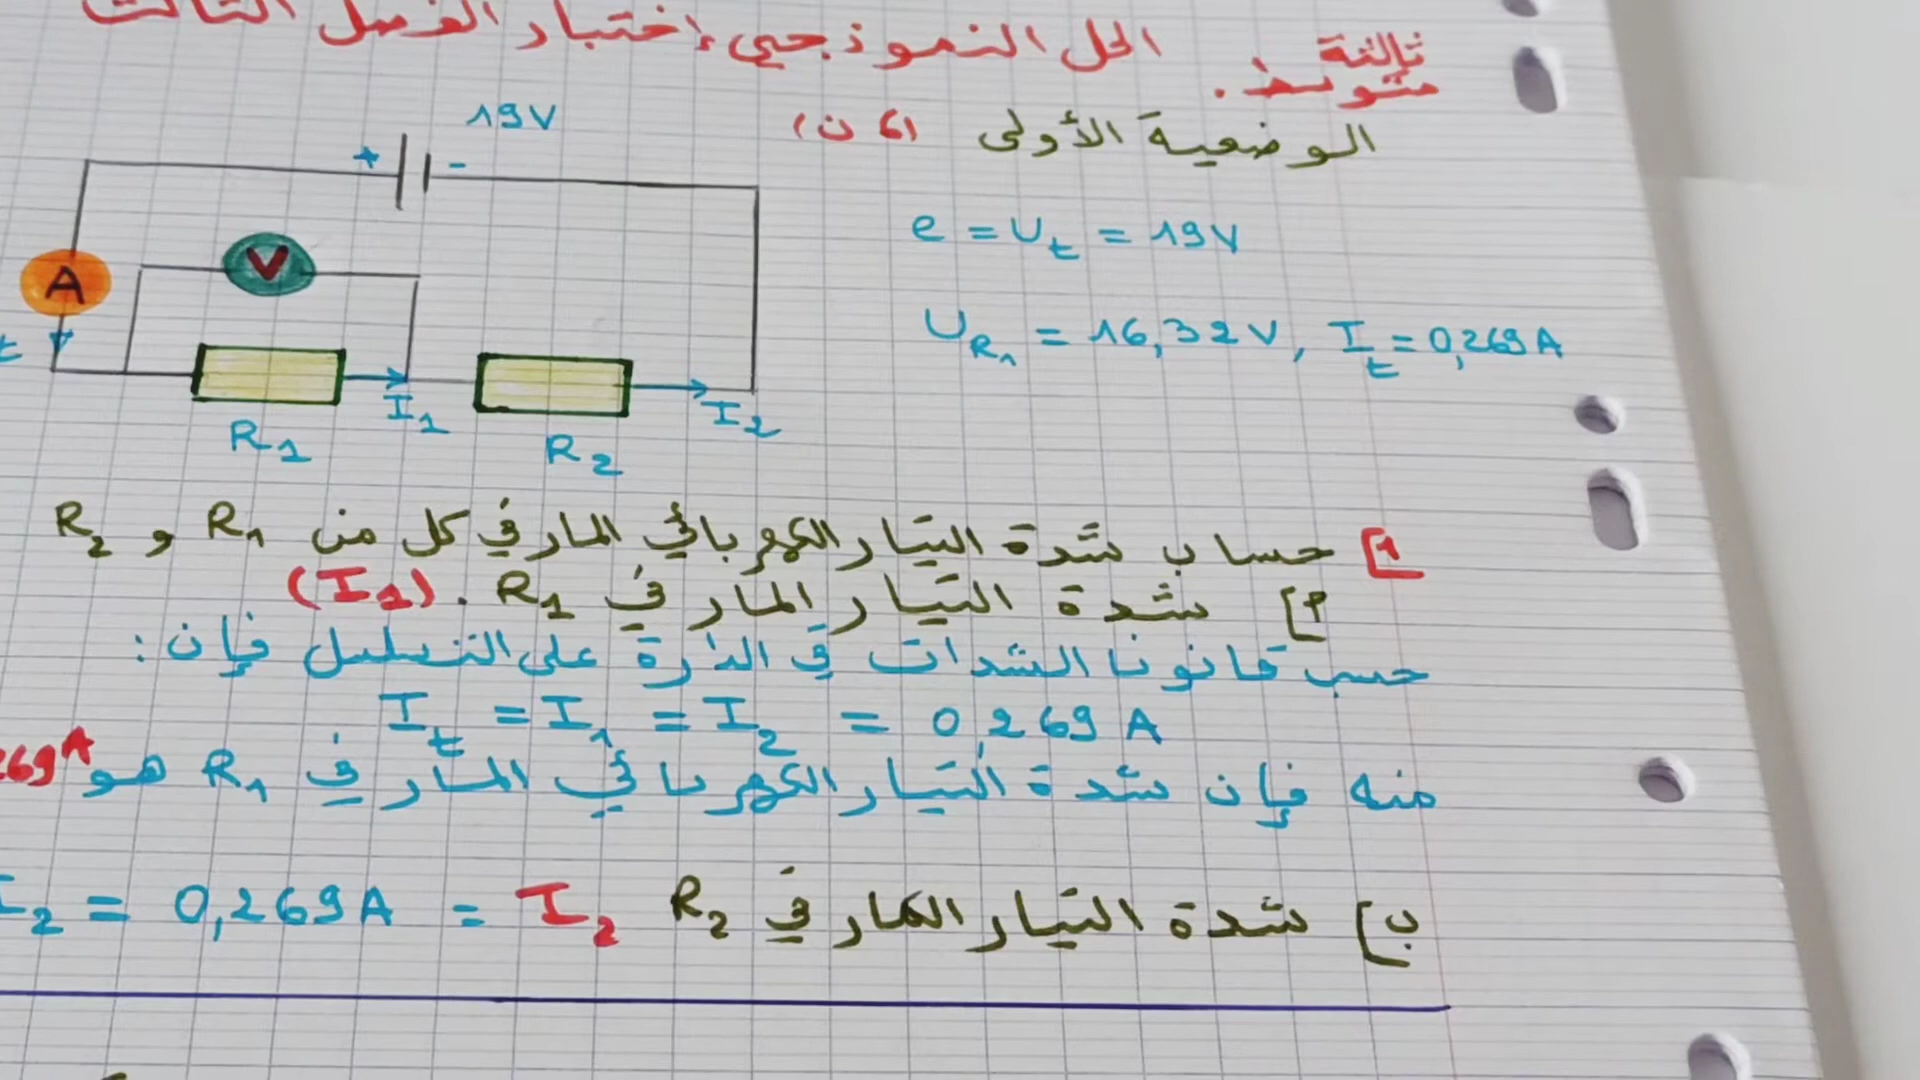 ثالثة متوسط.
الحل النموذجي إختبار الفصل الثالث
الوضعية الأولى (6 ن)
19V
+ -
e = Ut = 19V
A
V
UR1 = 16,32V, It = 0,269A
t
I1
I2
R1
R2
1] حساب شدة التيار الكهربائي المار في كل من R1 و R2
أ] شدة التيار المار في R1. (I1)
حسب قانونا الشدات في الدارة على التسلسل فإن:
It = I1 = I2 = 0,269 A
منه فإن شدة التيار الكهربائي المار في R1 هو 269A
ب] شدة التيار المار في R2 I2 = 0,269A = I2